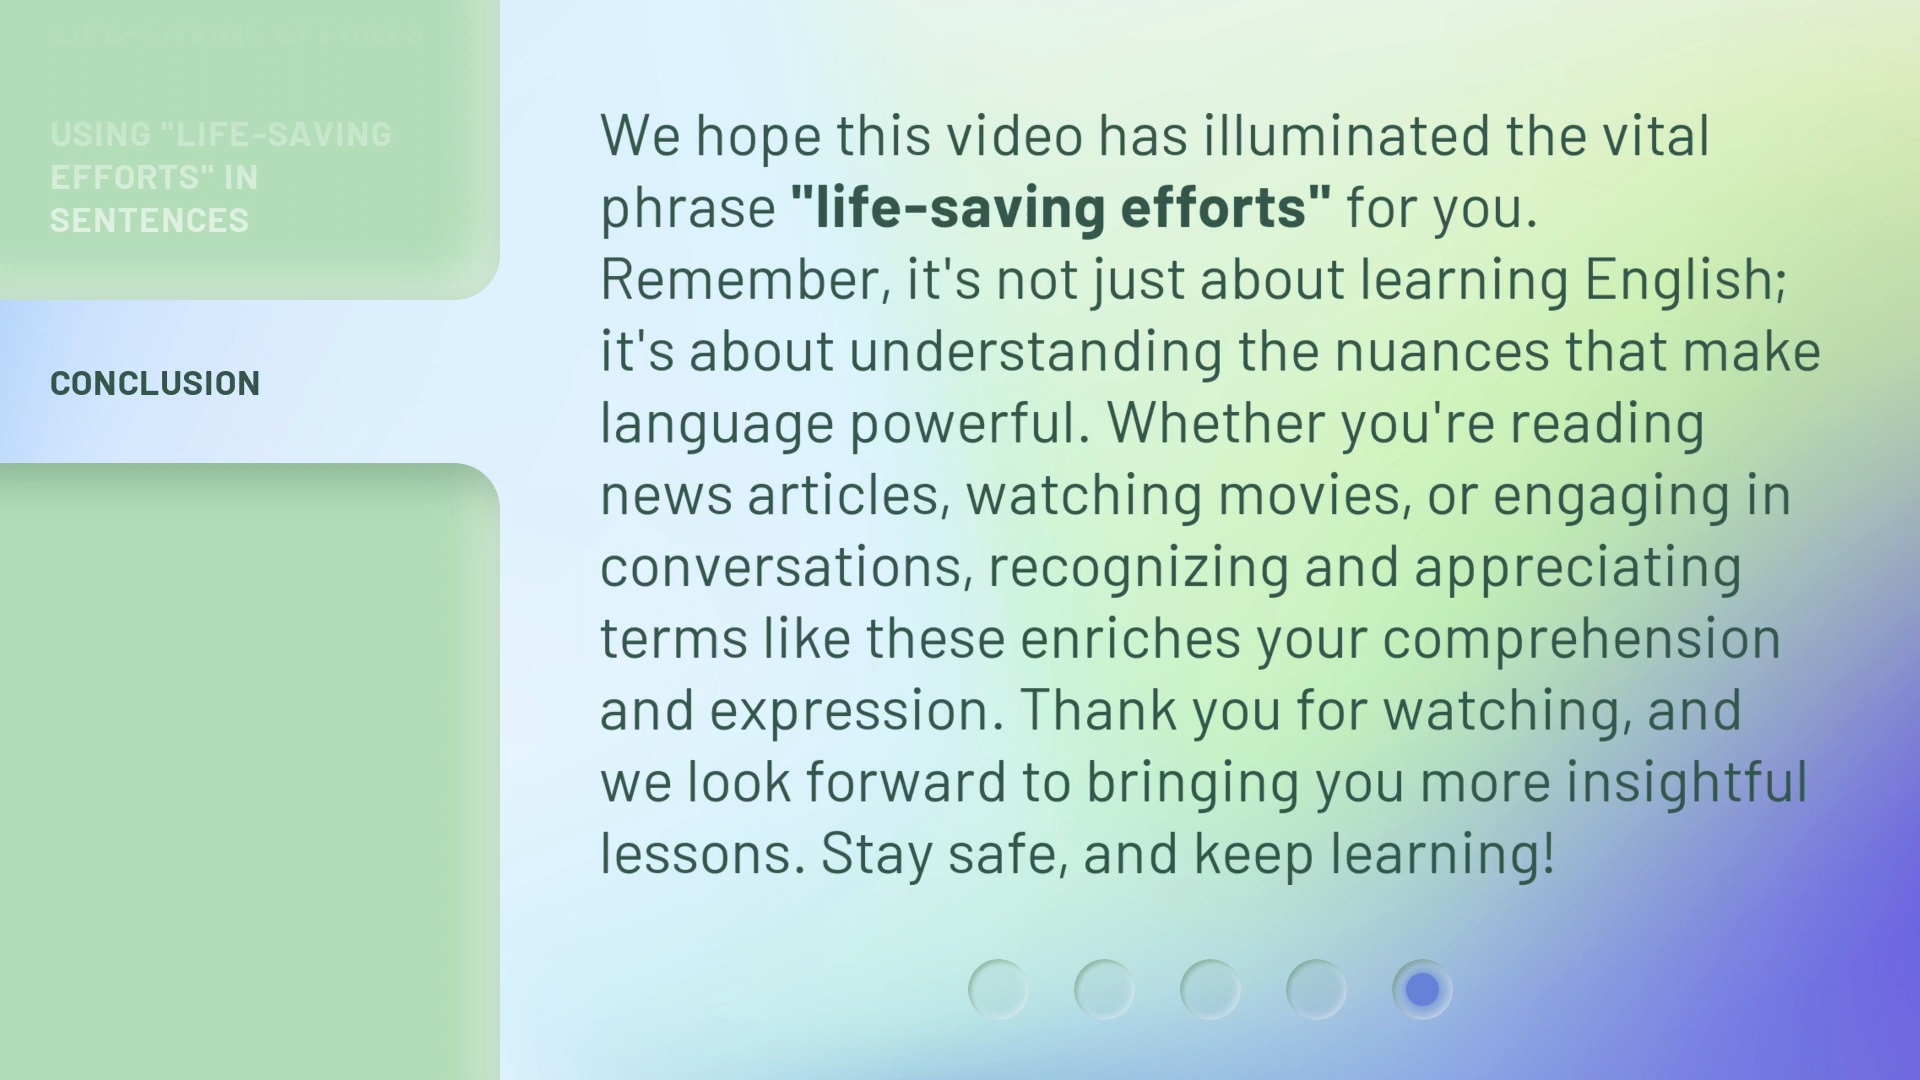 USING "LIFE-SAVING
EFFORTS" IN
SENTENCES
CONCLUSION
We hope this video has illuminated the vital
phrase "life-saving efforts" for you.
Remember, it's not just about learning English;
it's about understanding the nuances that make
language powerful. Whether you're reading
news articles, watching movies, or engaging in
conversations, recognizing and appreciating
terms like these enriches your comprehension
and expression. Thank you for watching, and
we look forward to bringing you more insightful
lessons. Stay safe, and keep learning!